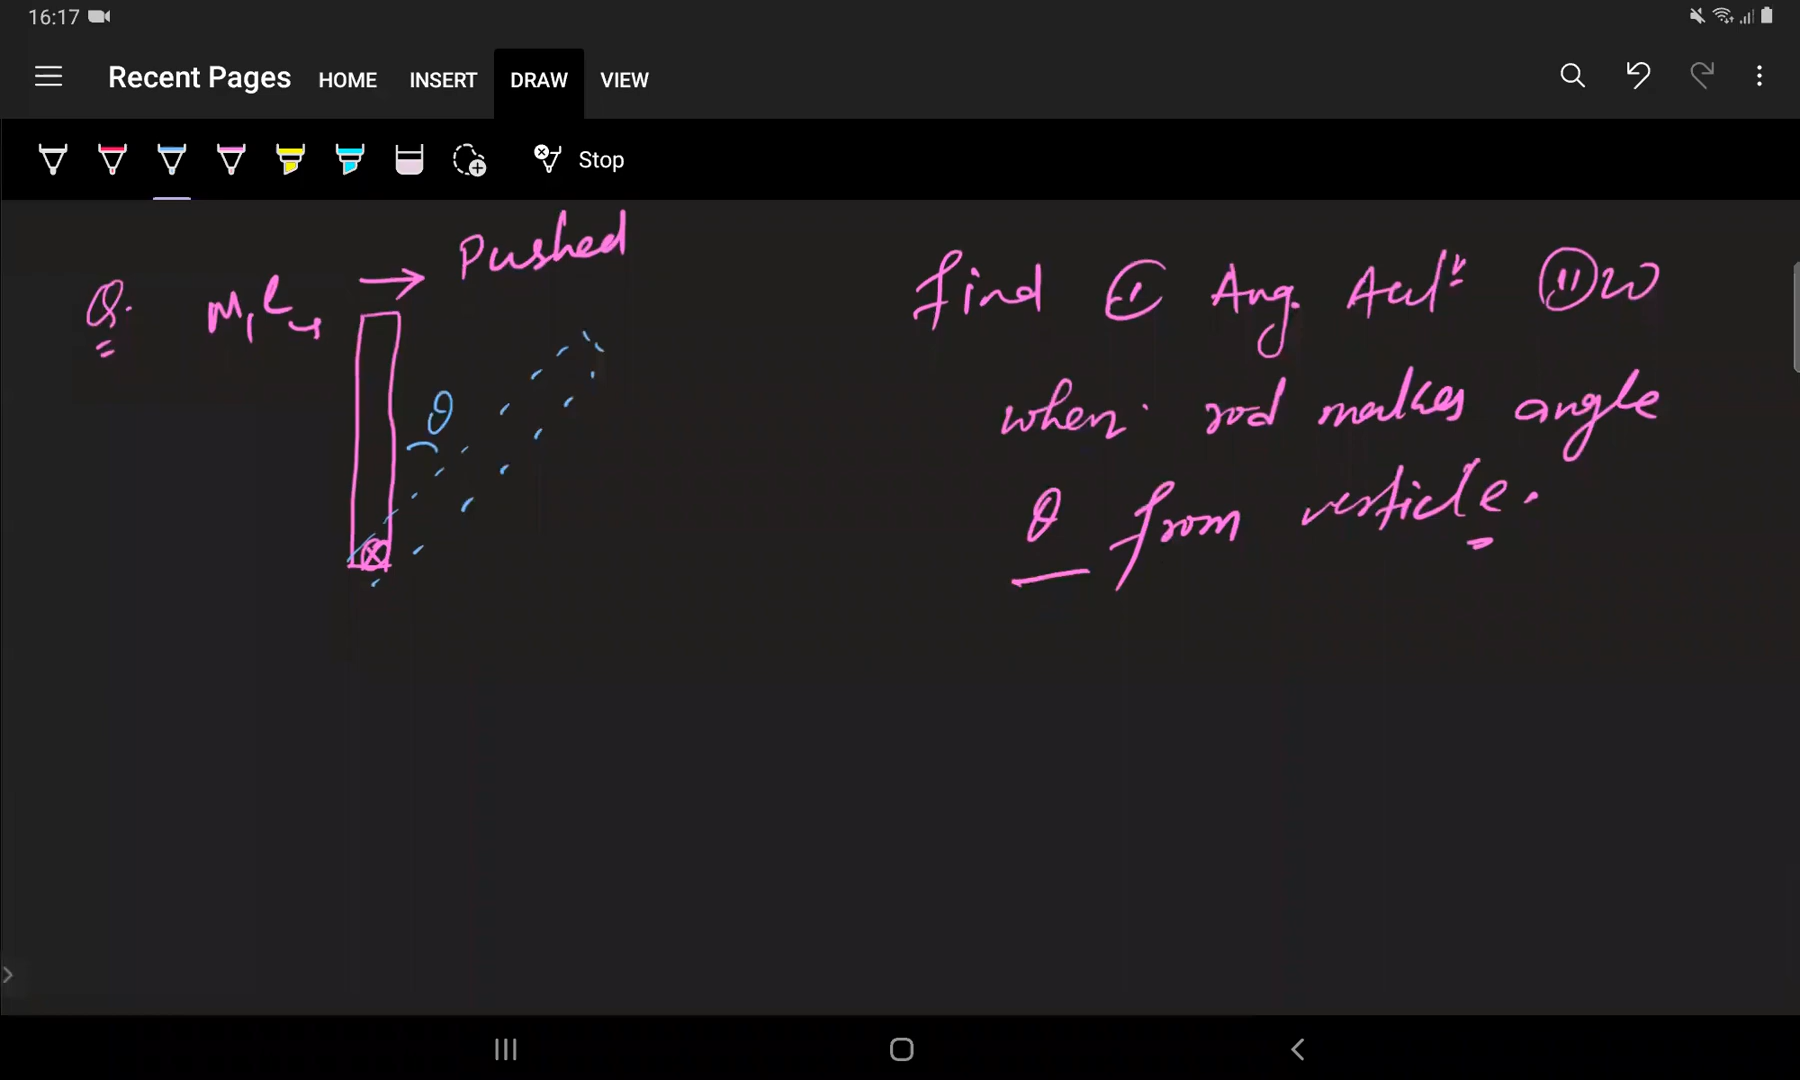 16:17
Recent Pages HOME INSERT DRAW VIEW
Stop
Pushed
Q. M, l
θ
find (i) Ang. Accl^n (ii) ω
when rod makes angle
θ from verticle.